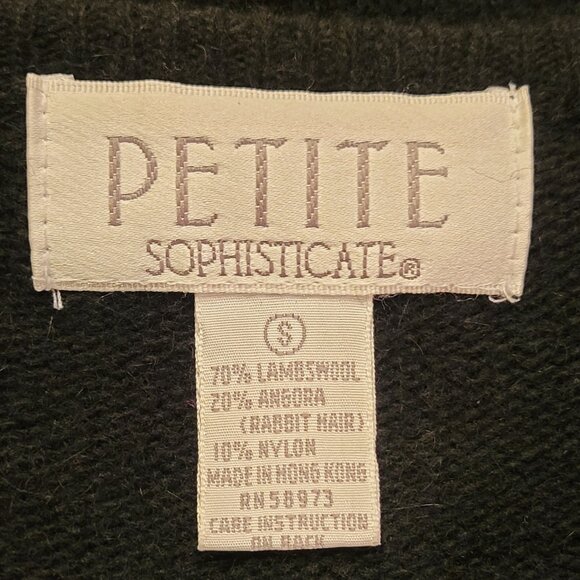 PETITE
SOPHISTICATE®
S
70% LAMBSWOOL
20% ANGORA
(RABBIT HAIR)
10% NYLON
MADE IN HONG KONG
RN58973
CARE INSTRUCTION
ON BACK